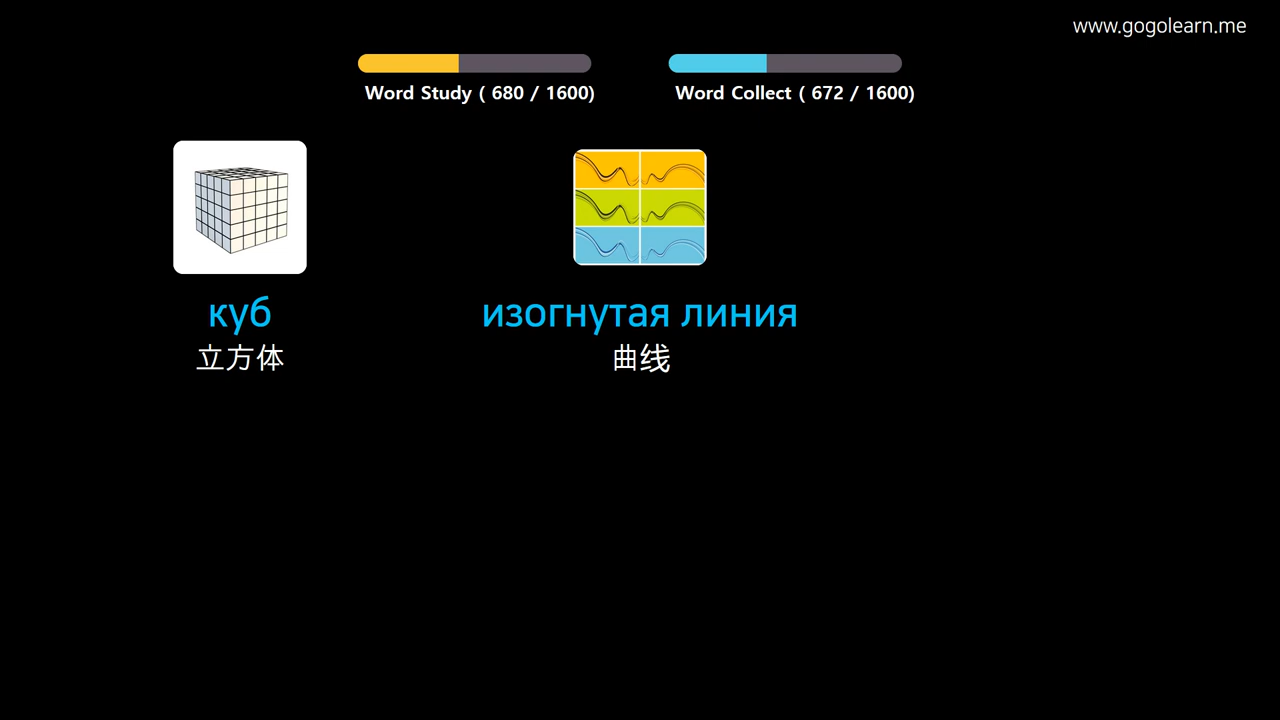 www.gogolearn.me
Word Study ( 680 / 1600)
Word Collect ( 672 / 1600)
куб
изогнутая линия
立方体
曲线